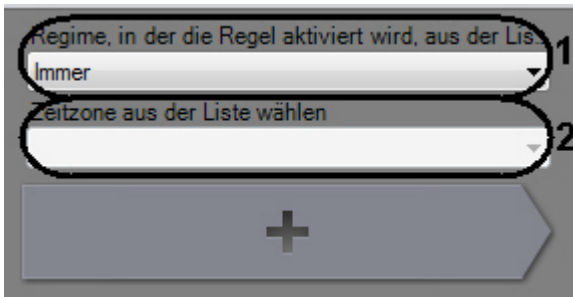 Regime, in der die Regel aktiviert wird, aus der Lis...
Immer
1
Zeitzone aus der Liste wählen
2
+